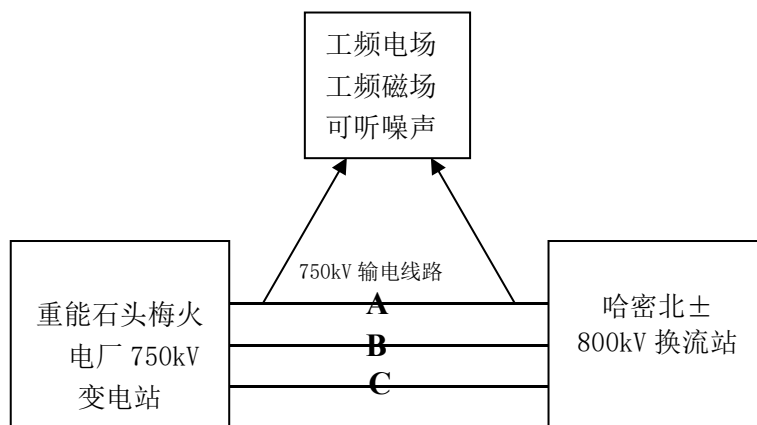 工频电场
工频磁场
可听噪声
750kV 输电线路
A
B
C
重能石头梅火
电厂 750kV
变电站
哈密北±
800kV 换流站